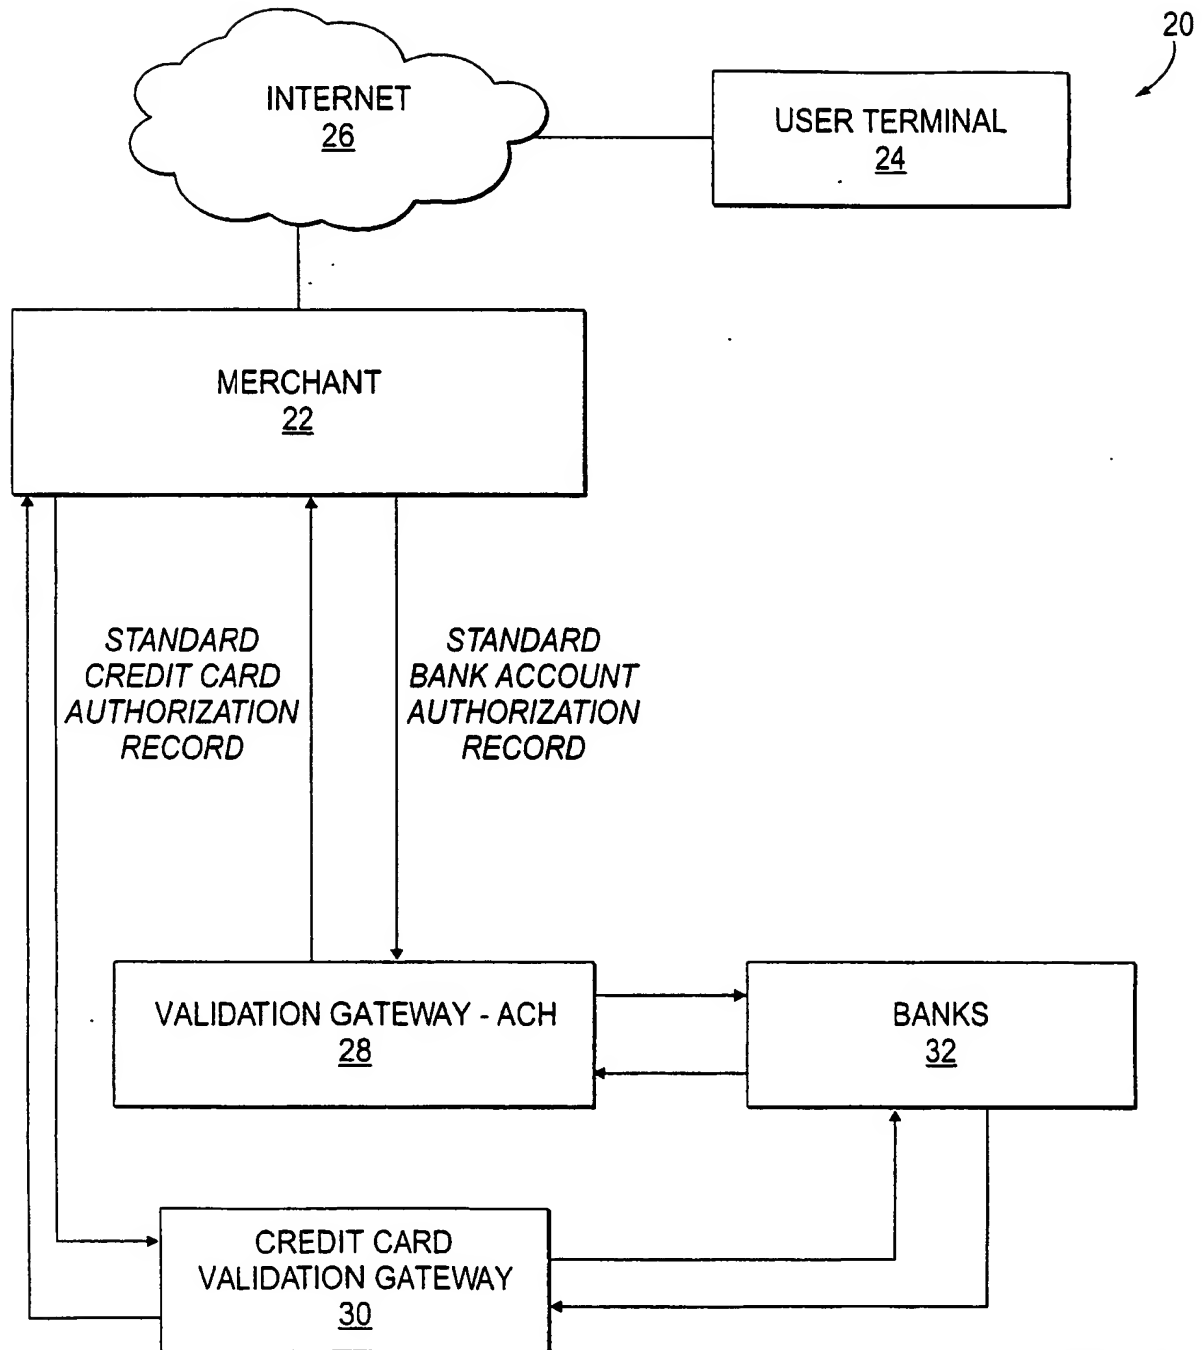 20
INTERNET
26
USER TERMINAL
24
MERCHANT
22
STANDARD
CREDIT CARD
AUTHORIZATION
RECORD
STANDARD
BANK ACCOUNT
AUTHORIZATION
RECORD
VALIDATION GATEWAY - ACH
28
BANKS
32
CREDIT CARD
VALIDATION GATEWAY
30